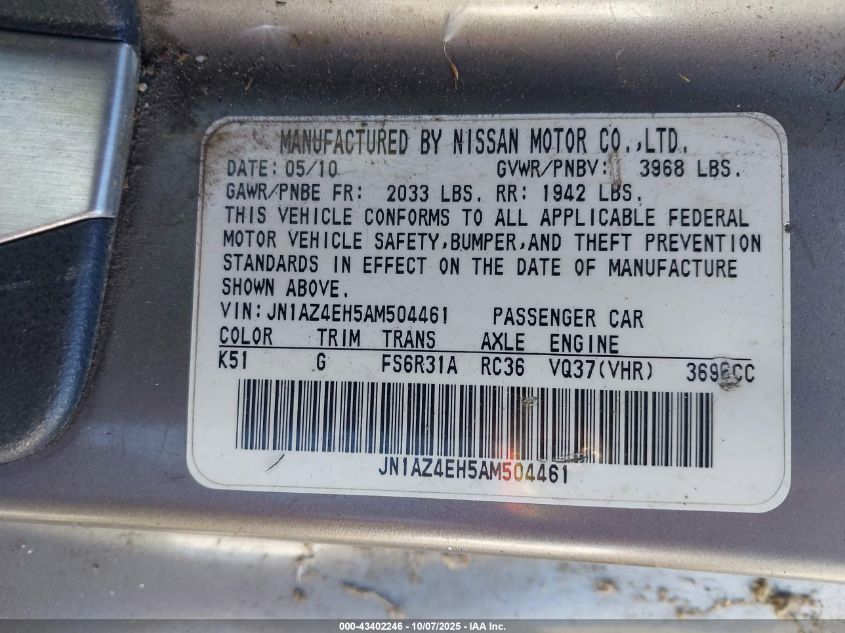 MANUFACTURED BY NISSAN MOTOR CO.,LTD.
DATE: 05/10 GVWR/PNBV: 3968 LBS.
GAWR/PNBE FR: 2033 LBS. RR: 1942 LBS.
THIS VEHICLE CONFORMS TO ALL APPLICABLE FEDERAL
MOTOR VEHICLE SAFETY,BUMPER,AND THEFT PREVENTION
STANDARDS IN EFFECT ON THE DATE OF MANUFACTURE
SHOWN ABOVE.
VIN: JN1AZ4EH5AM504461 PASSENGER CAR
COLOR TRIM TRANS AXLE ENGINE
K51 G FS6R31A RC36 VQ37(VHR)
JN1AZ4EH5AM504461
000-43402246 - 10/07/2025 - IAA Inc.